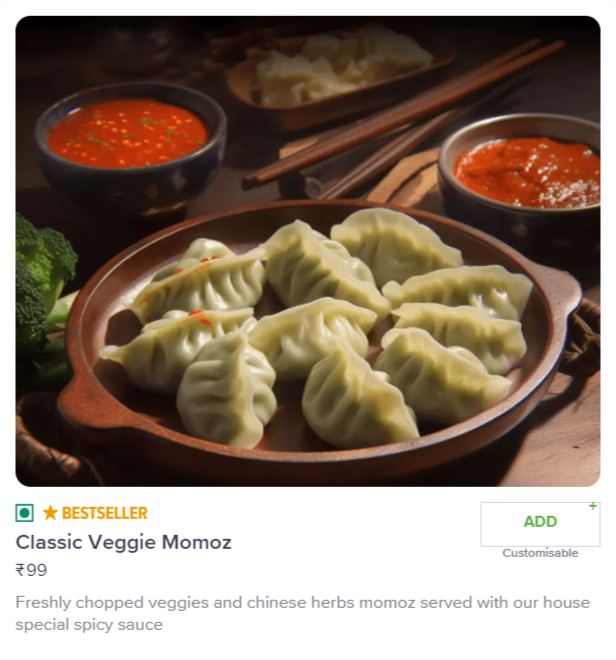 BESTSELLER
Classic Veggie Momoz
₹99
ADD
+
Customisable
Freshly chopped veggies and chinese herbs momoz served with our house
special spicy sauce